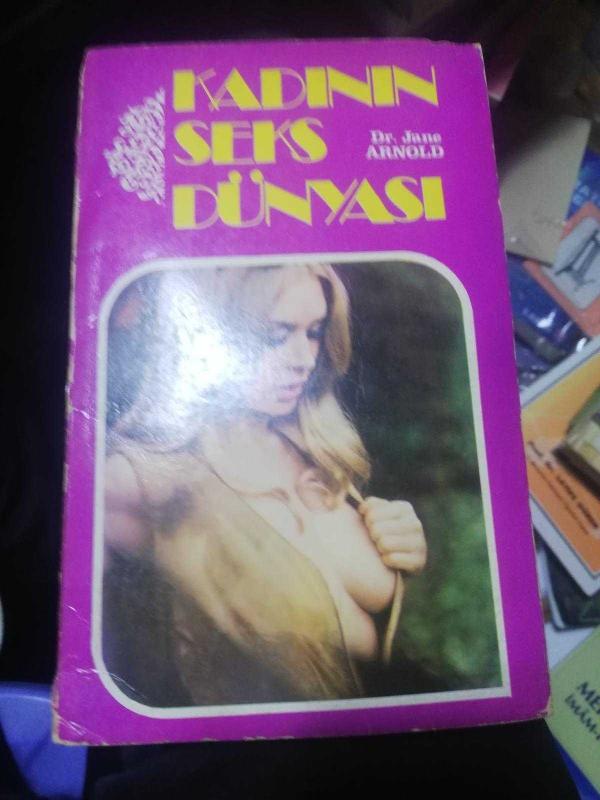 KADININ
SEKS
DÜNYASI
Dr. Jane
ARNOLD